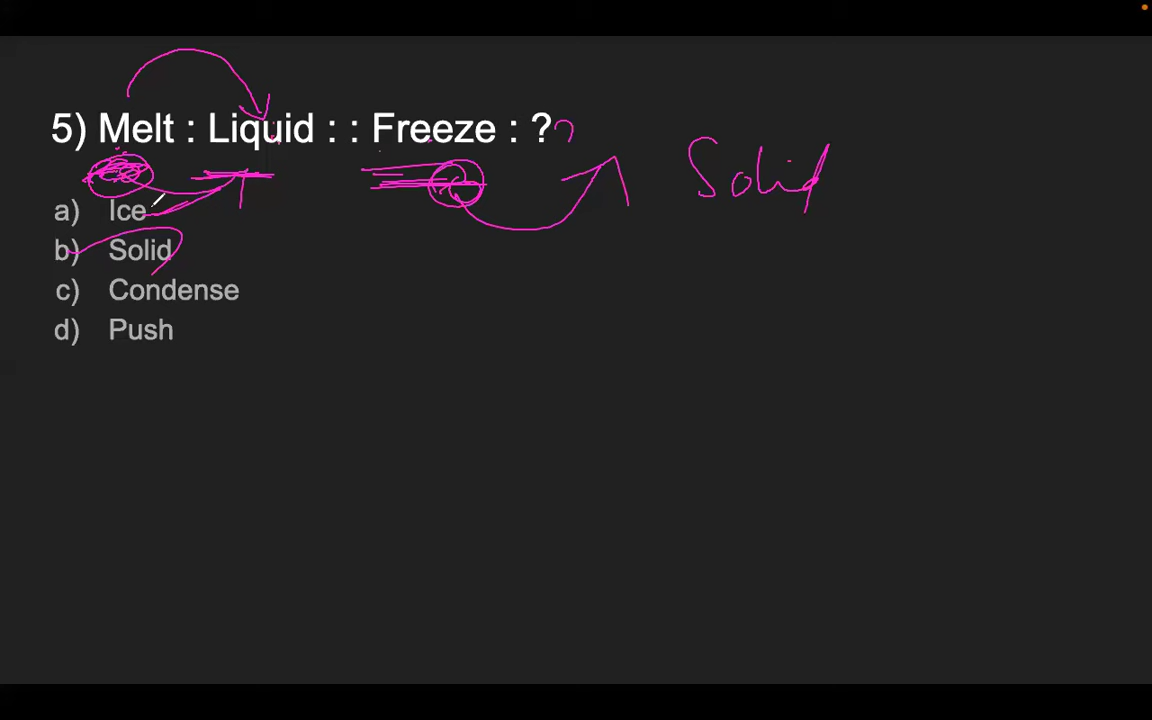 5) Melt : Liquid : : Freeze : ? ?
Solid
a) Ice
b) Solid
c) Condense
d) Push